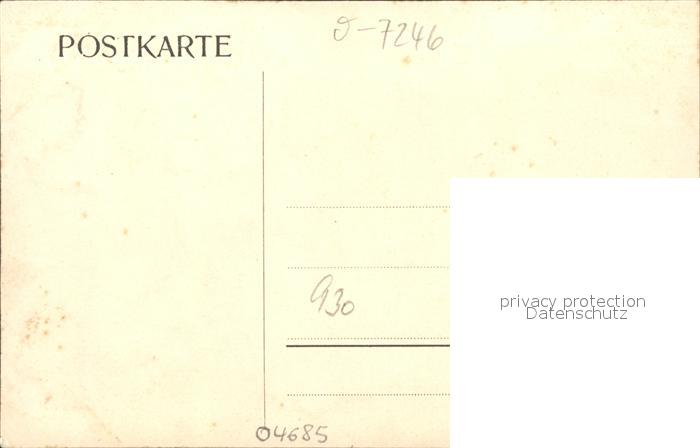 POSTKARTE
D-7246
930
privacy protection
Datenschutz
04685